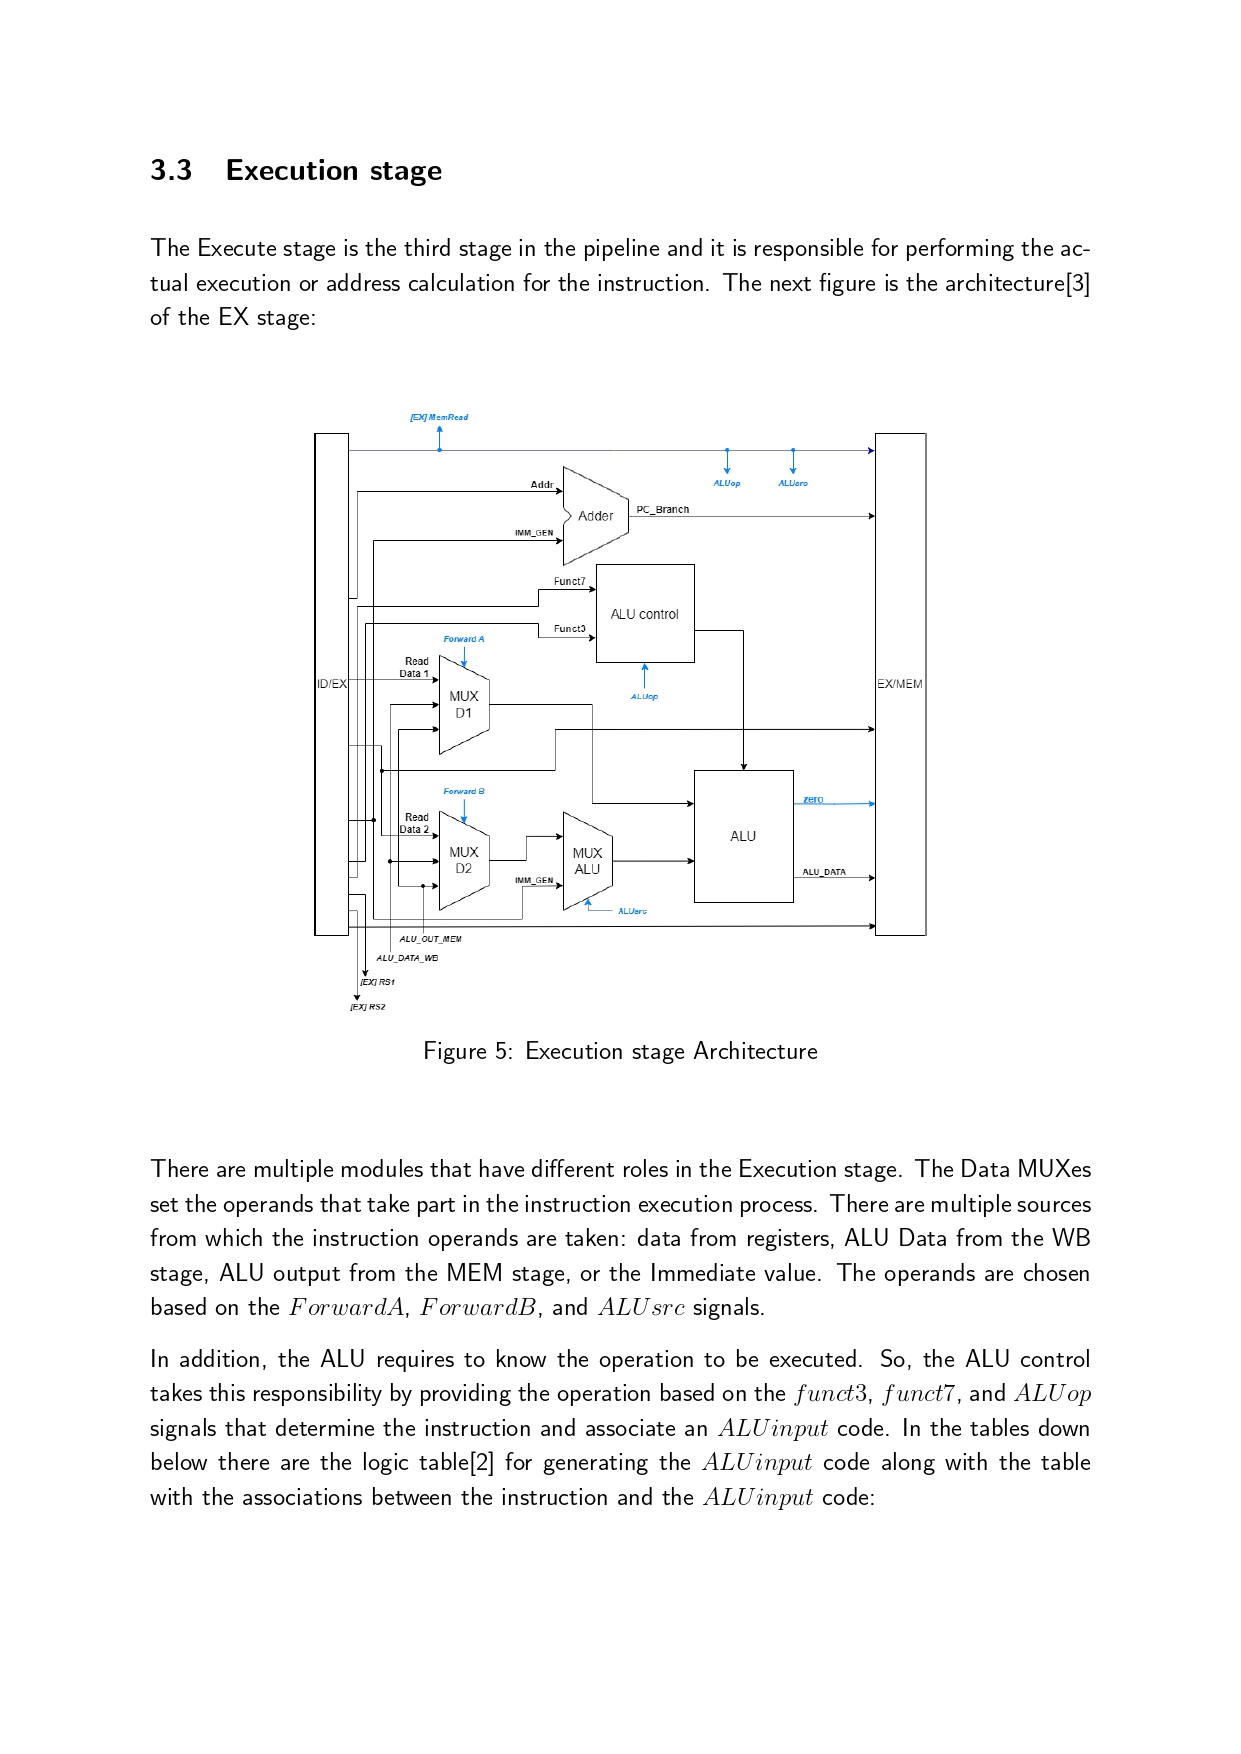 3.3 Execution stage
The Execute stage is the third stage in the pipeline and it is responsible for performing the ac-
tual execution or address calculation for the instruction. The next figure is the architecture[3]
of the EX stage:
[EX] MemRead
ALUop
ALUsrc
Addr
Adder
PC_Branch
IMM_GEN
Funct7
ALU control
Funct3
Forward A
Read
Data 1
ID/EX
MUX
D1
ALUop
EX/MEM
Forward B
Read
Data 2
MUX
D2
MUX
ALU
ALU
zero
ALU_DATA
IMM_GEN
ALUsrc
ALU_OUT_MEM
ALU_DATA_WB
[EX] RS1
[EX] RS2
Figure 5: Execution stage Architecture
There are multiple modules that have different roles in the Execution stage. The Data MUXes
set the operands that take part in the instruction execution process. There are multiple sources
from which the instruction operands are taken: data from registers, ALU Data from the WB
stage, ALU output from the MEM stage, or the Immediate value. The operands are chosen
based on the ForwardA, ForwardB, and ALUsrc signals.
In addition, the ALU requires to know the operation to be executed. So, the ALU control
takes this responsibility by providing the operation based on the funct3, funct7, and ALUop
signals that determine the instruction and associate an ALUinput code. In the tables down
below there are the logic table[2] for generating the ALUinput code along with the table
with the associations between the instruction and the ALUinput code: